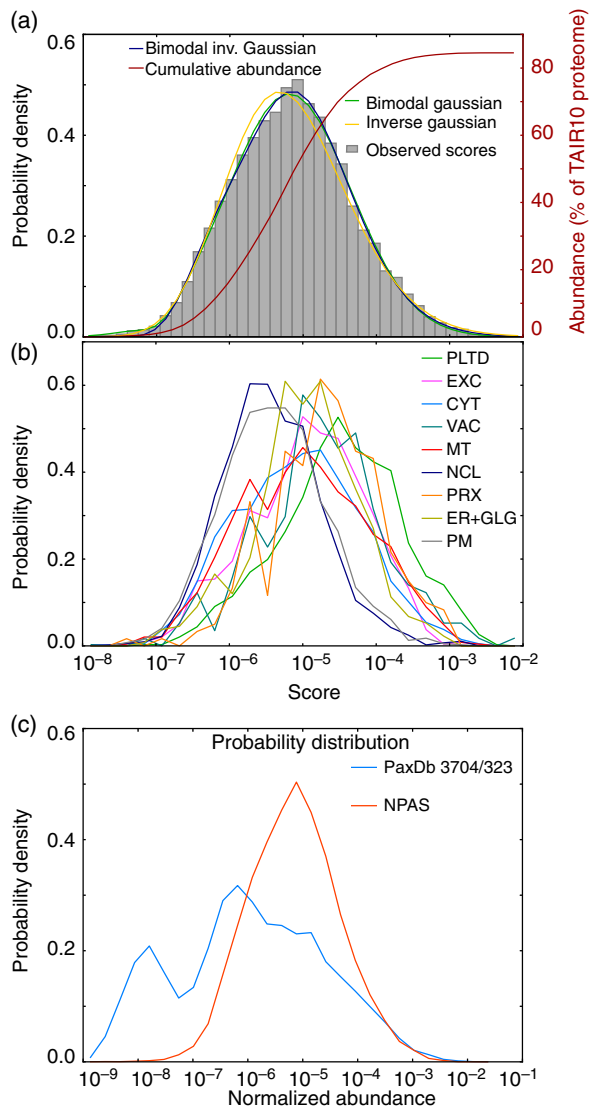 (a)
0.6
0.4
0.2
0.0
Probability density
Bimodal inv. Gaussian
Cumulative abundance
Bimodal gaussian
Inverse gaussian
Observed scores
80
60
40
20
0
Abundance (% of TAIR10 proteome)
(b)
0.6
0.4
0.2
0.0
Probability density
PLTD
EXC
CYT
VAC
MT
NCL
PRX
ER+GLG
PM
10⁻⁸ 10⁻⁷ 10⁻⁶ 10⁻⁵ 10⁻⁴ 10⁻³ 10⁻²
Score
(c)
Probability distribution
0.6
0.4
0.2
0.0
Probability density
PaxDb 3704/323
NPAS
10⁻⁹ 10⁻⁸ 10⁻⁷ 10⁻⁶ 10⁻⁵ 10⁻⁴ 10⁻³ 10⁻² 10⁻¹
Normalized abundance